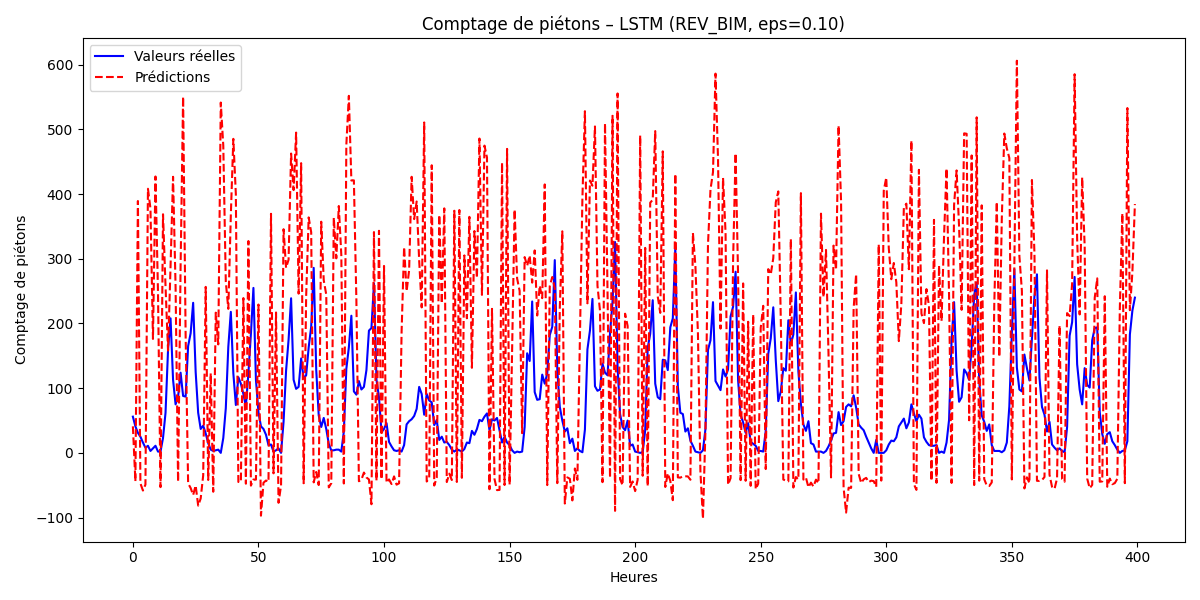 Comptage de piétons – LSTM (REV_BIM, eps=0.10)
Valeurs réelles
Prédictions
Comptage de piétons
600
500
400
300
200
100
0
−100
0 50 100 150 200 250 300 350 400
Heures